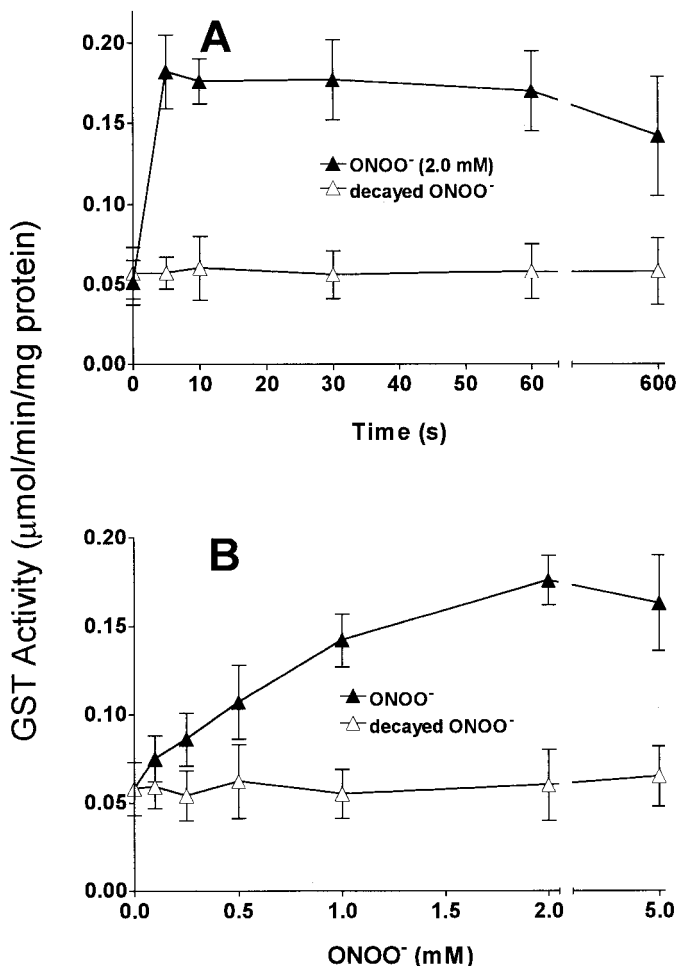 GST Activity (μmol/min/mg protein)
A
0.20
0.15
0.10
0.05
0.00
ONOO⁻ (2.0 mM)
decayed ONOO⁻
0 10 20 30 40 50 60 600
Time (s)
B
0.20
0.15
0.10
0.05
0.00
ONOO⁻
decayed ONOO⁻
0.0 0.5 1.0 1.5 2.0 5.0
ONOO⁻ (mM)